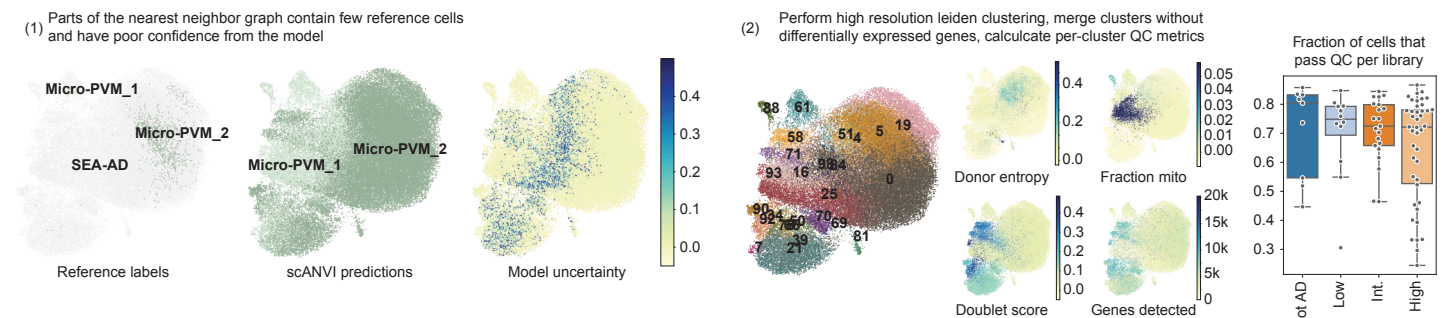 (1) Parts of the nearest neighbor graph contain few reference cells
and have poor confidence from the model
Micro-PVM_1
Micro-PVM_2
SEA-AD
Reference labels
Micro-PVM_1
Micro-PVM_2
scANVI predictions
0.4
0.3
0.2
0.1
0.0
Model uncertainty
(2) Perform high resolution leiden clustering, merge clusters without
differentially expressed genes, calculcate per-cluster QC metrics
88
61
58
51
4
5
19
71
93
16
98
84
0
25
90
92
34
50
70
69
81
7
39
21
0.4
0.2
0.0
Donor entropy
0.05
0.04
0.03
0.02
0.01
0.00
Fraction mito
0.4
0.3
0.2
0.1
0.0
Doublet score
20k
15k
10k
5k
0
Genes detected
Fraction of cells that
pass QC per library
0.8
0.7
0.6
0.5
0.4
0.3
ot AD
Low
Int.
High